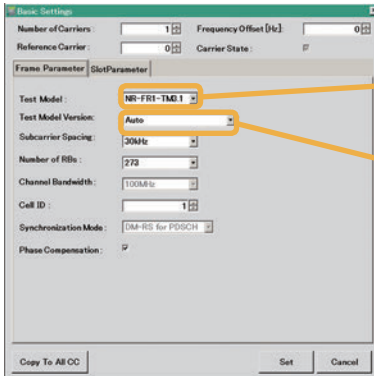 Basic Settings
Number of Carriers : 1 Frequency Offset [Hz]: 0
Reference Carrier : 0 Carrier State :
Frame Parameter SlotParameter
Test Model : NR-FR1-TM3.1
Test Model Version: Auto
Subcarrier Spacing: 30kHz
Number of RBs : 273
Channel Bandwidth : 100MHz
Cell ID : 1
Synchronization Mode : DM-RS for PDSCH
Phase Compensation :
Copy To All CC Set Cancel